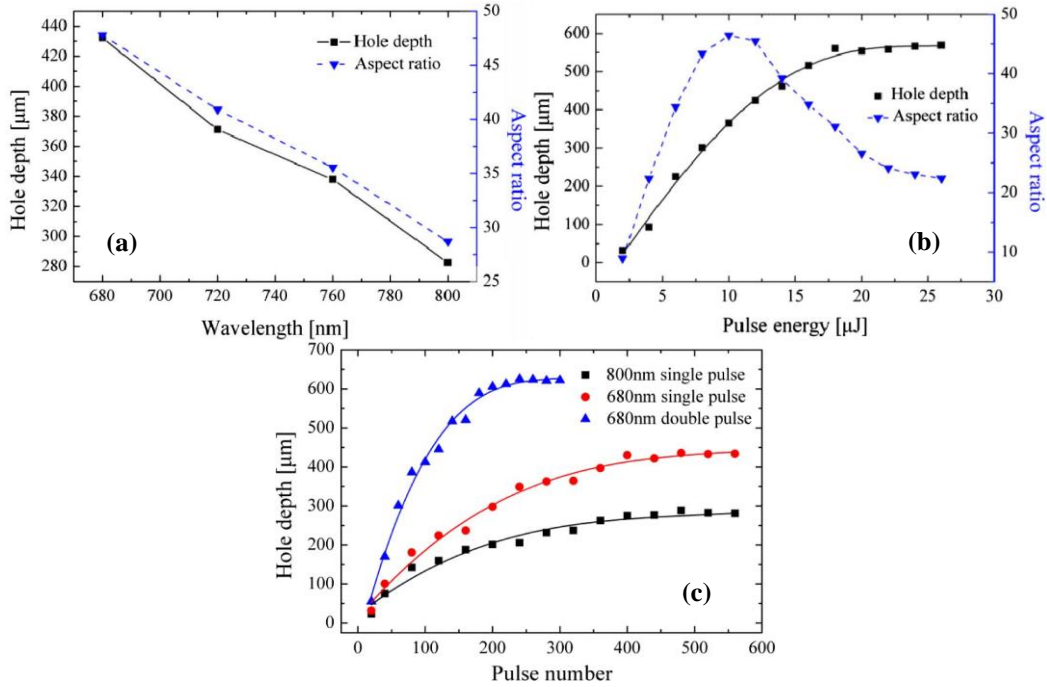 440
420
400
380
360
340
320
300
280
Hole depth [μm]
680 700 720 740 760 780 800
Wavelength [nm]
50
45
40
35
30
25
Aspect ratio
Hole depth
Aspect ratio
(a)
600
500
400
300
200
100
0
Hole depth [μm]
0 5 10 15 20 25 30
Pulse energy [μJ]
50
40
30
20
10
Aspect ratio
Hole depth
Aspect ratio
(b)
700
600
500
400
300
200
100
0
Hole depth [μm]
0 100 200 300 400 500 600
Pulse number
800nm single pulse
680nm single pulse
680nm double pulse
(c)